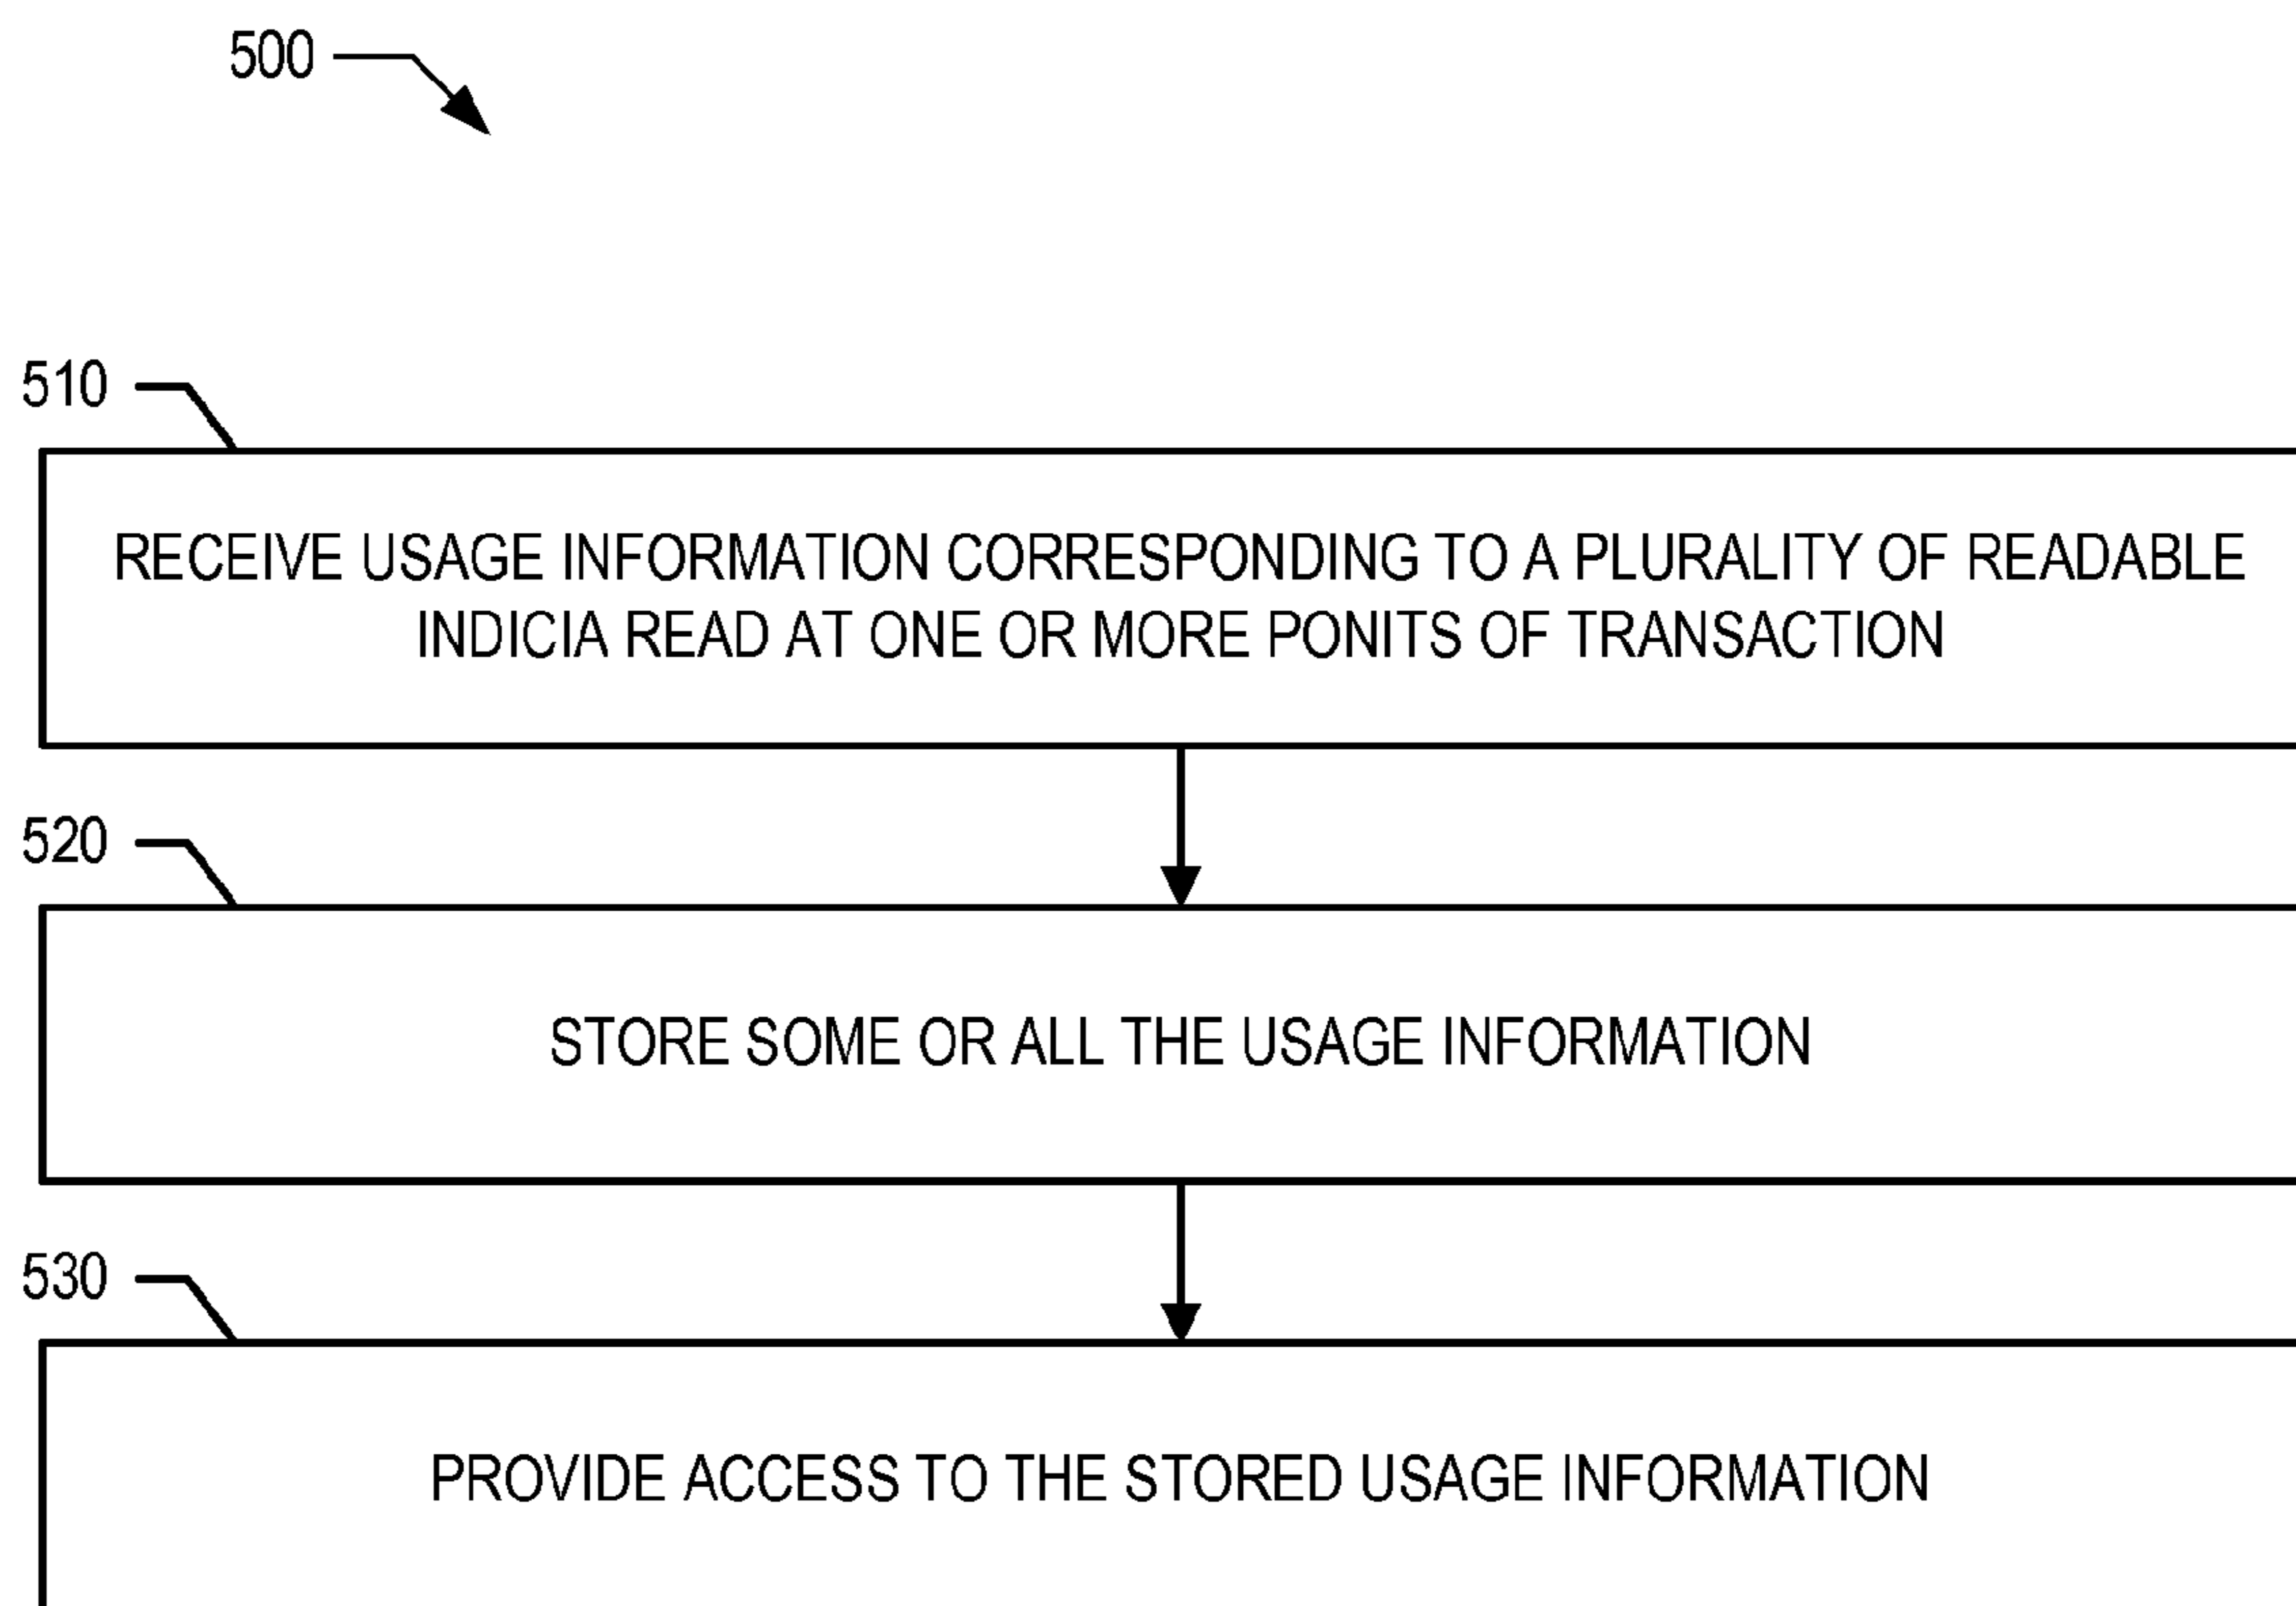 500
510
RECEIVE USAGE INFORMATION CORRESPONDING TO A PLURALITY OF READABLE
INDICIA READ AT ONE OR MORE PONITS OF TRANSACTION
520
STORE SOME OR ALL THE USAGE INFORMATION
530
PROVIDE ACCESS TO THE STORED USAGE INFORMATION